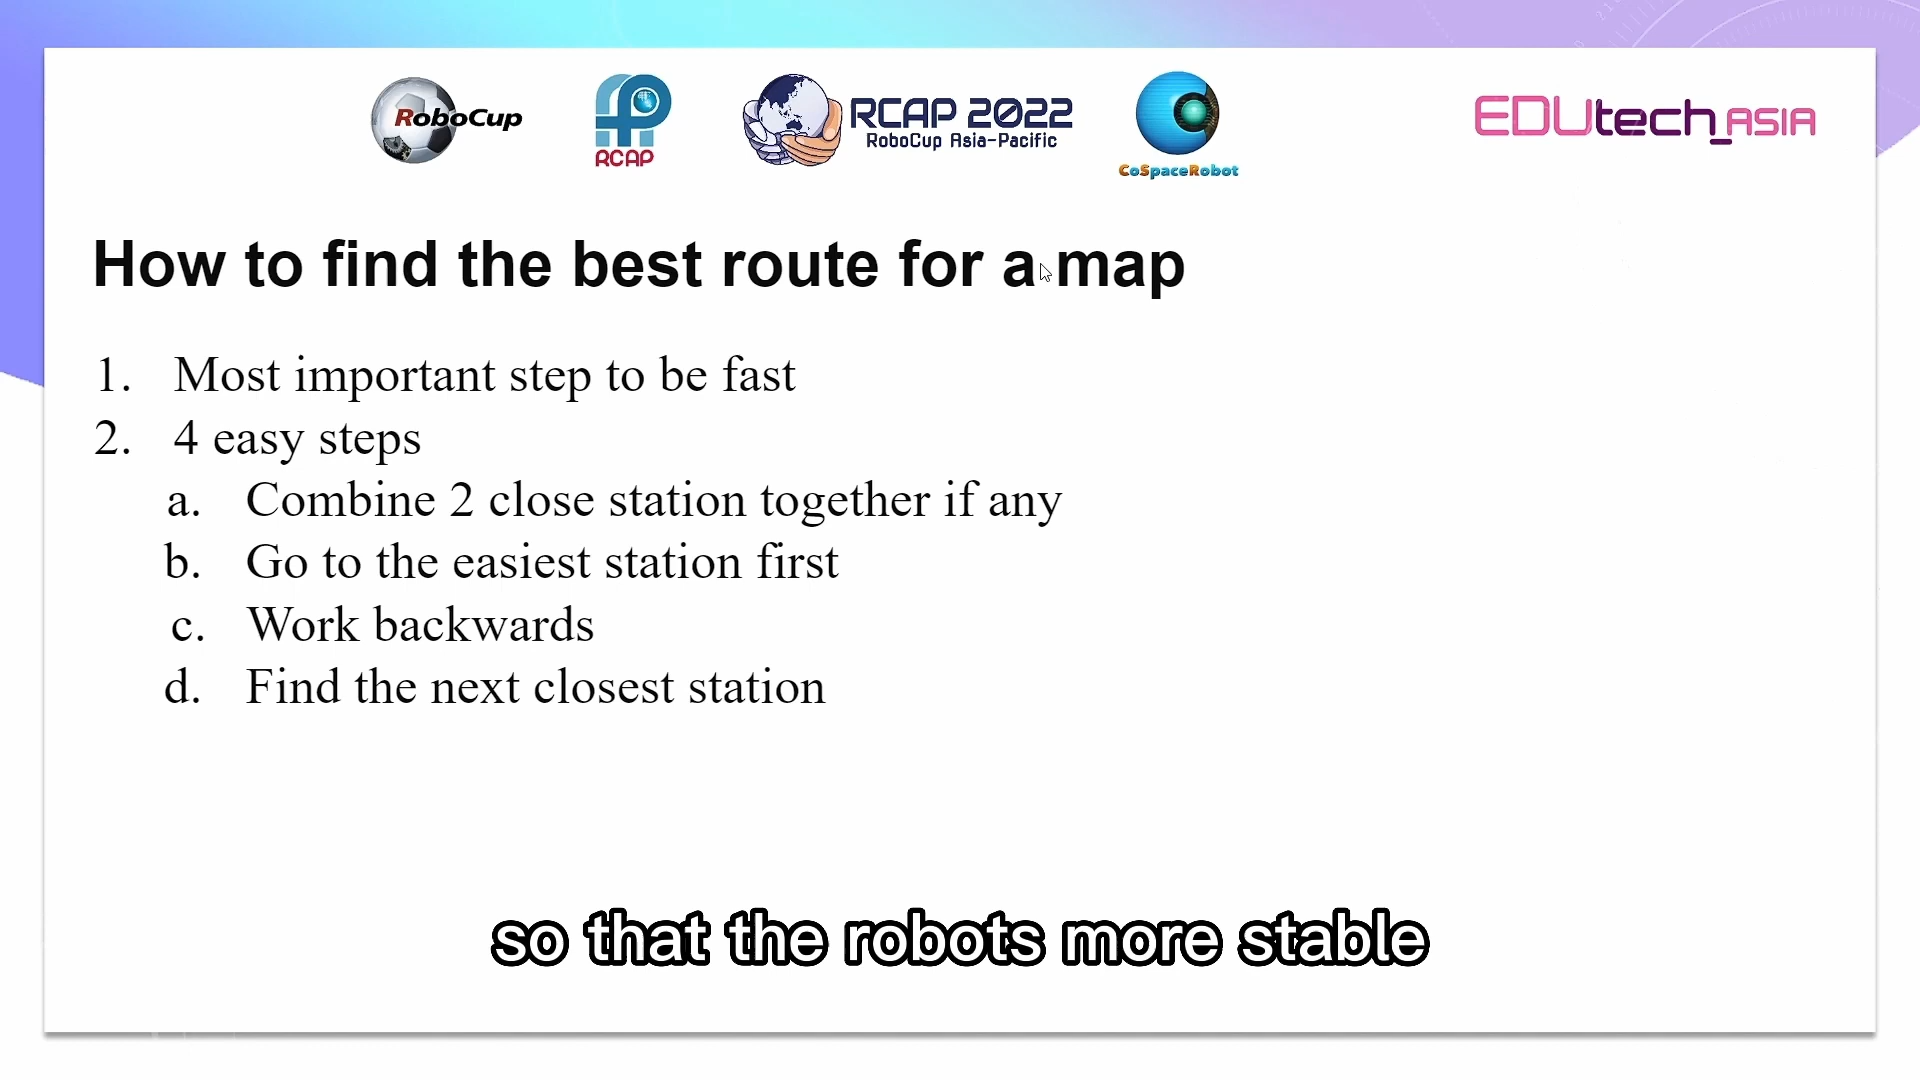 RoboCup
RCAP
RCAP 2022
RoboCup Asia-Pacific
CoSpaceRobot
EDUtech_ASIA
How to find the best route for a map
1. Most important step to be fast
2. 4 easy steps
a. Combine 2 close station together if any
b. Go to the easiest station first
c. Work backwards
d. Find the next closest station
so that the robots more stable